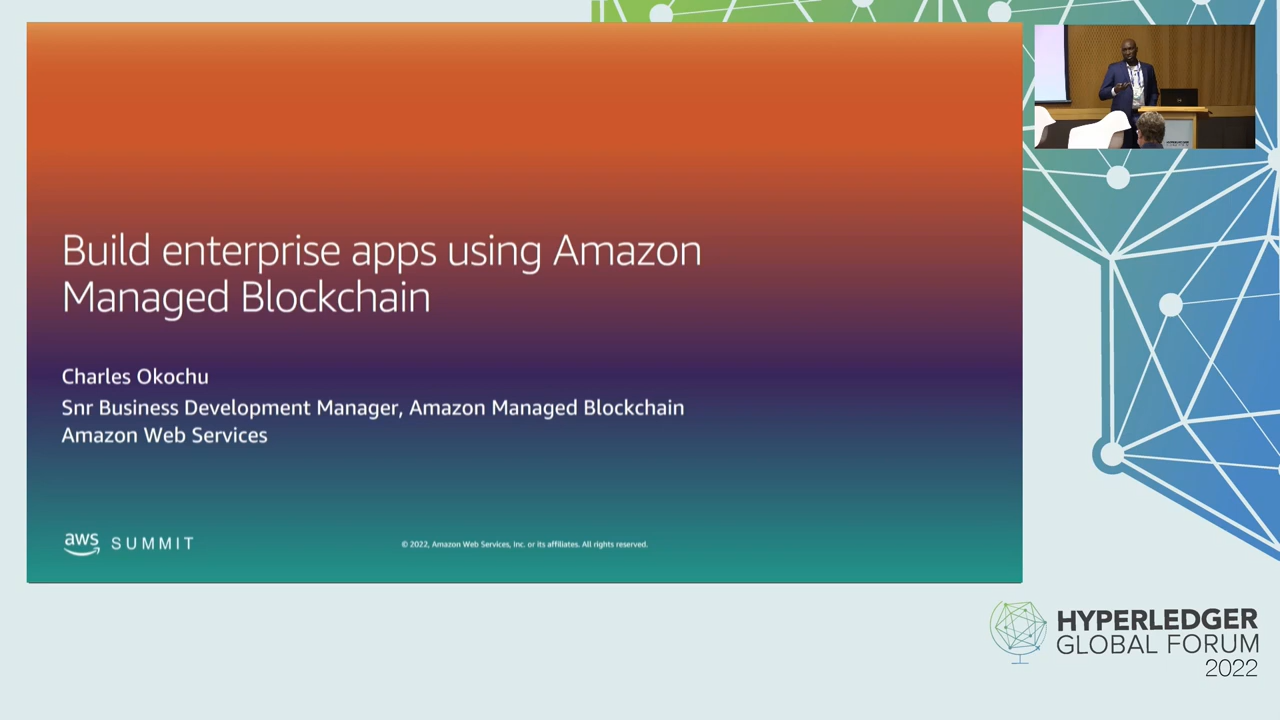 Build enterprise apps using Amazon
Managed Blockchain
Charles Okochu
Snr Business Development Manager, Amazon Managed Blockchain
Amazon Web Services
aws SUMMIT
© 2022, Amazon Web Services, Inc. or its affiliates. All rights reserved.
HYPERLEDGER
GLOBAL FORUM
2022